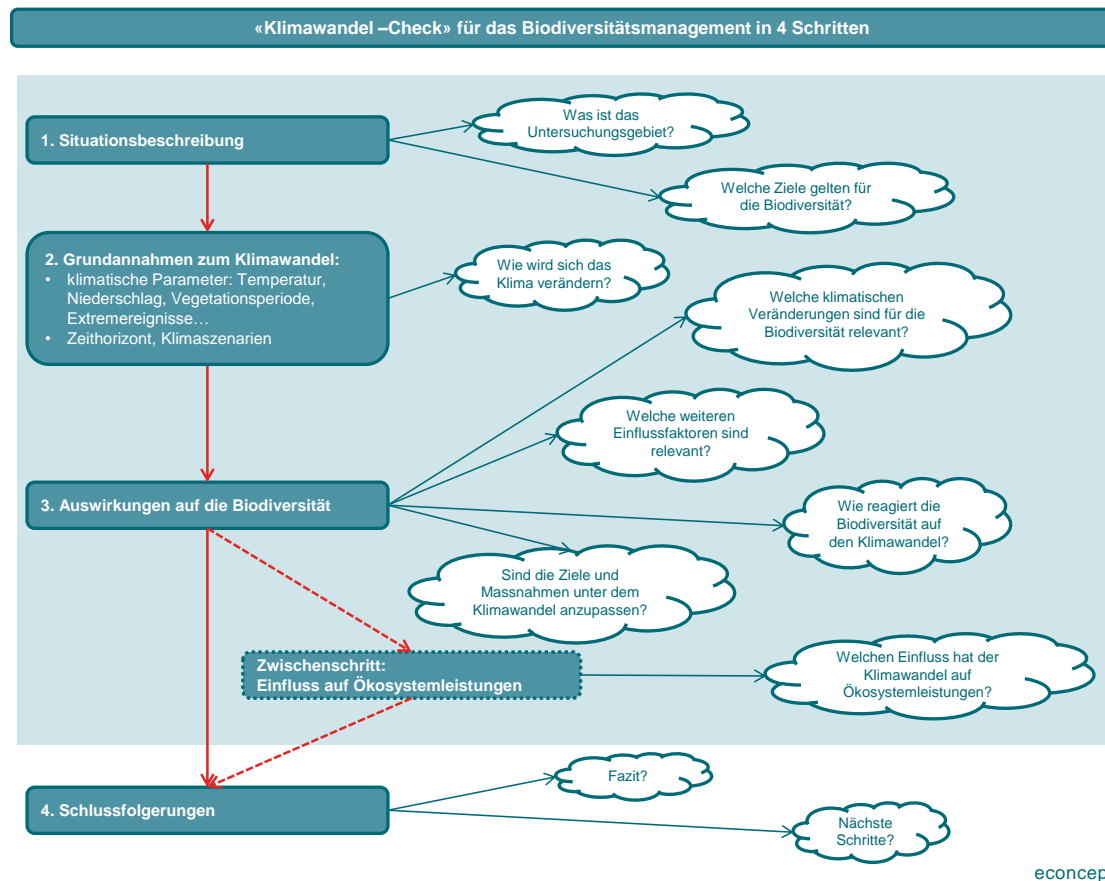 «Klimawandel –Check» für das Biodiversitätsmanagement in 4 Schritten
1. Situationsbeschreibung
Was ist das
Untersuchungsgebiet?
Welche Ziele gelten für
die Biodiversität?
2. Grundannahmen zum Klimawandel:
• klimatische Parameter: Temperatur,
Niederschlag, Vegetationsperiode,
Extremereignisse…
• Zeithorizont, Klimaszenarien
Wie wird sich das
Klima verändern?
Welche klimatischen
Veränderungen sind für die
Biodiversität relevant?
Welche weiteren
Einflussfaktoren sind
relevant?
3. Auswirkungen auf die Biodiversität
Wie reagiert die
Biodiversität auf
den Klimawandel?
Sind die Ziele und
Massnahmen unter dem
Klimawandel anzupassen?
Zwischenschritt:
Einfluss auf Ökosystemleistungen
Welchen Einfluss hat der
Klimawandel auf
Ökosystemleistungen?
4. Schlussfolgerungen
Fazit?
Nächste
Schritte?
econcep